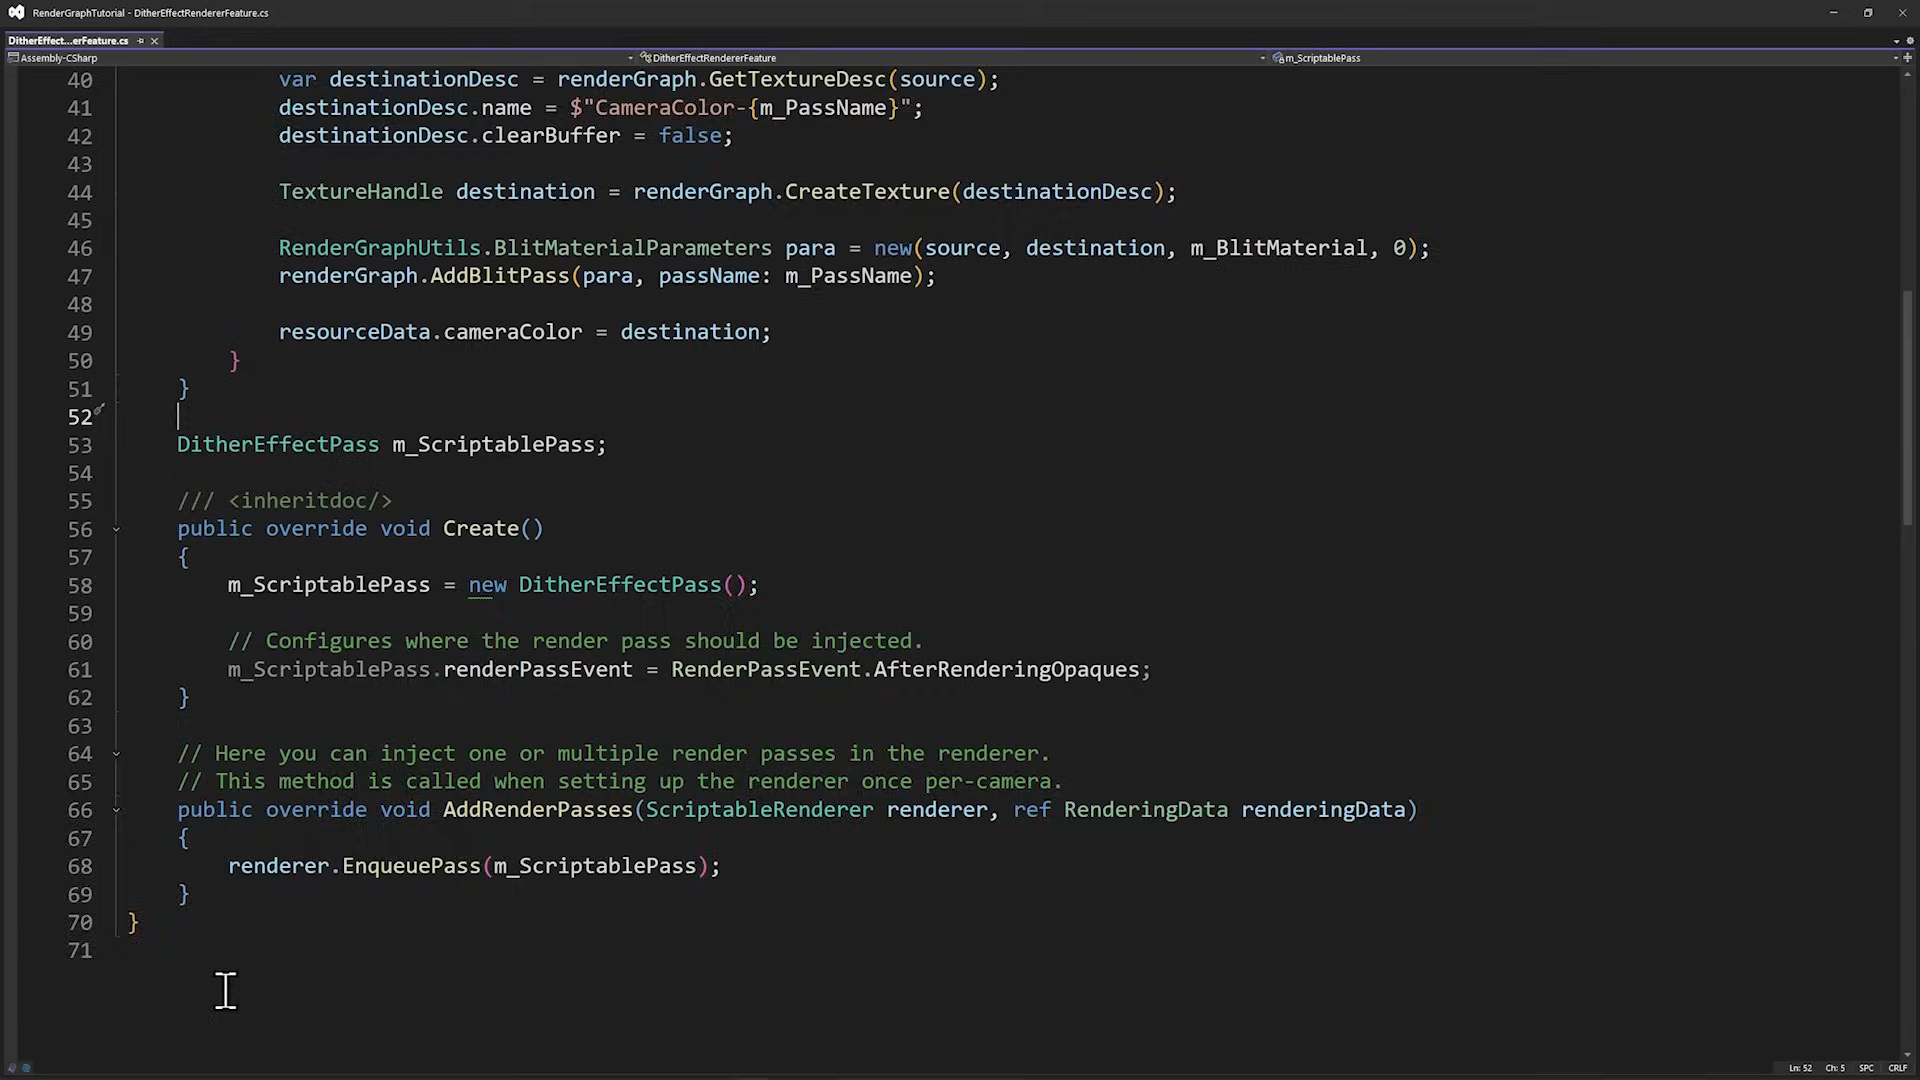 RenderGraphTutorial - DitherEffectRendererFeature.cs
DitherEffect...erFeature.cs
Assembly-CSharp
DitherEffectRendererFeature
m_ScriptablePass
40 var destinationDesc = renderGraph.GetTextureDesc(source);
41 destinationDesc.name = $"CameraColor-{m_PassName}";
42 destinationDesc.clearBuffer = false;
43
44 TextureHandle destination = renderGraph.CreateTexture(destinationDesc);
45
46 RenderGraphUtils.BlitMaterialParameters para = new(source, destination, m_BlitMaterial, 0);
47 renderGraph.AddBlitPass(para, passName: m_PassName);
48
49 resourceData.cameraColor = destination;
50 }
51 }
52
53 DitherEffectPass m_ScriptablePass;
54
55 /// <inheritdoc/>
56 public override void Create()
57 {
58 m_ScriptablePass = new DitherEffectPass();
59
60 // Configures where the render pass should be injected.
61 m_ScriptablePass.renderPassEvent = RenderPassEvent.AfterRenderingOpaques;
62 }
63
64 // Here you can inject one or multiple render passes in the renderer.
65 // This method is called when setting up the renderer once per-camera.
66 public override void AddRenderPasses(ScriptableRenderer renderer, ref RenderingData renderingData)
67 {
68 renderer.EnqueuePass(m_ScriptablePass);
69 }
70 }
71
Ln: 52 Ch: 5 SPC CRLF